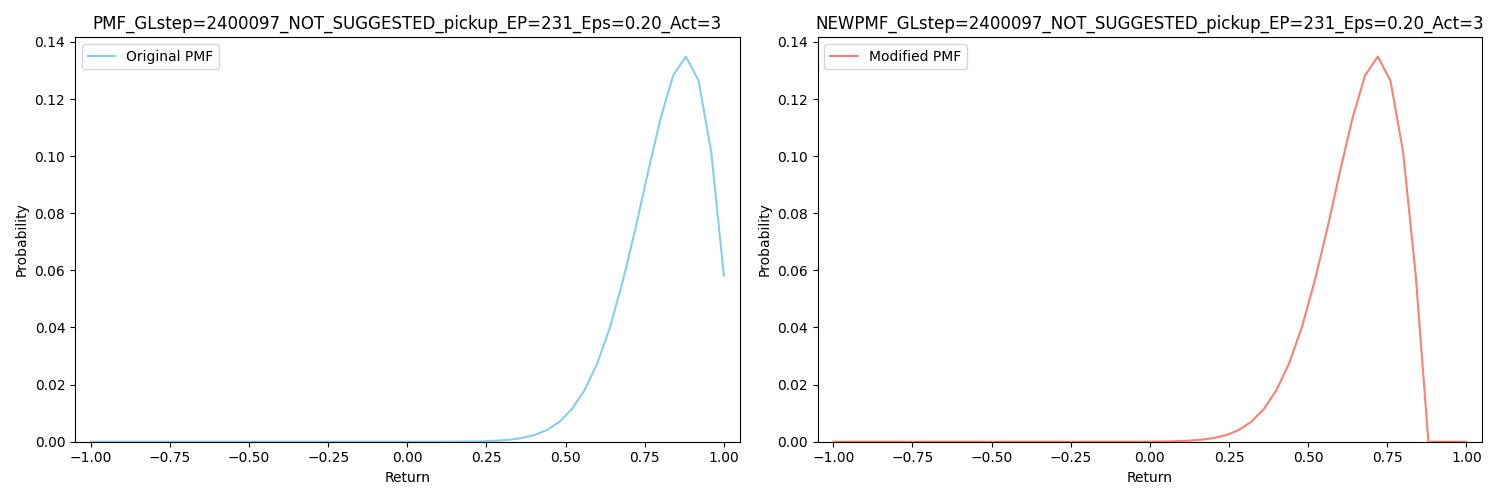 PMF_GLstep=2400097_NOT_SUGGESTED_pickup_EP=231_Eps=0.20_Act=3
Original PMF
0.14
0.12
0.10
0.08
0.06
0.04
0.02
0.00
Probability
−1.00 −0.75 −0.50 −0.25 0.00 0.25 0.50 0.75 1.00
Return
NEWPMF_GLstep=2400097_NOT_SUGGESTED_pickup_EP=231_Eps=0.20_Act=3
Modified PMF
0.14
0.12
0.10
0.08
0.06
0.04
0.02
0.00
Probability
−1.00 −0.75 −0.50 −0.25 0.00 0.25 0.50 0.75 1.00
Return